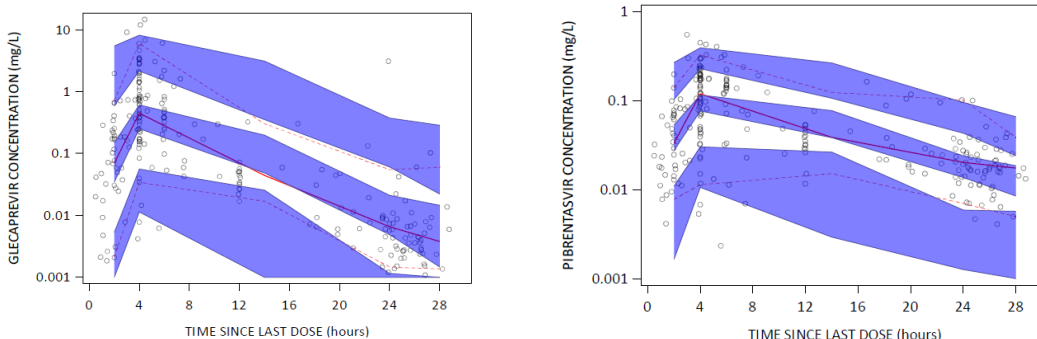 GLECAPREVIR CONCENTRATION (mg/L)
10
1
0.1
0.01
0.001
0 4 8 12 16 20 24 28
TIME SINCE LAST DOSE (hours)
PIBRENTASVIR CONCENTRATION (mg/L)
1
0.1
0.01
0.001
0 4 8 12 16 20 24 28
TIME SINCE LAST DOSE (hours)